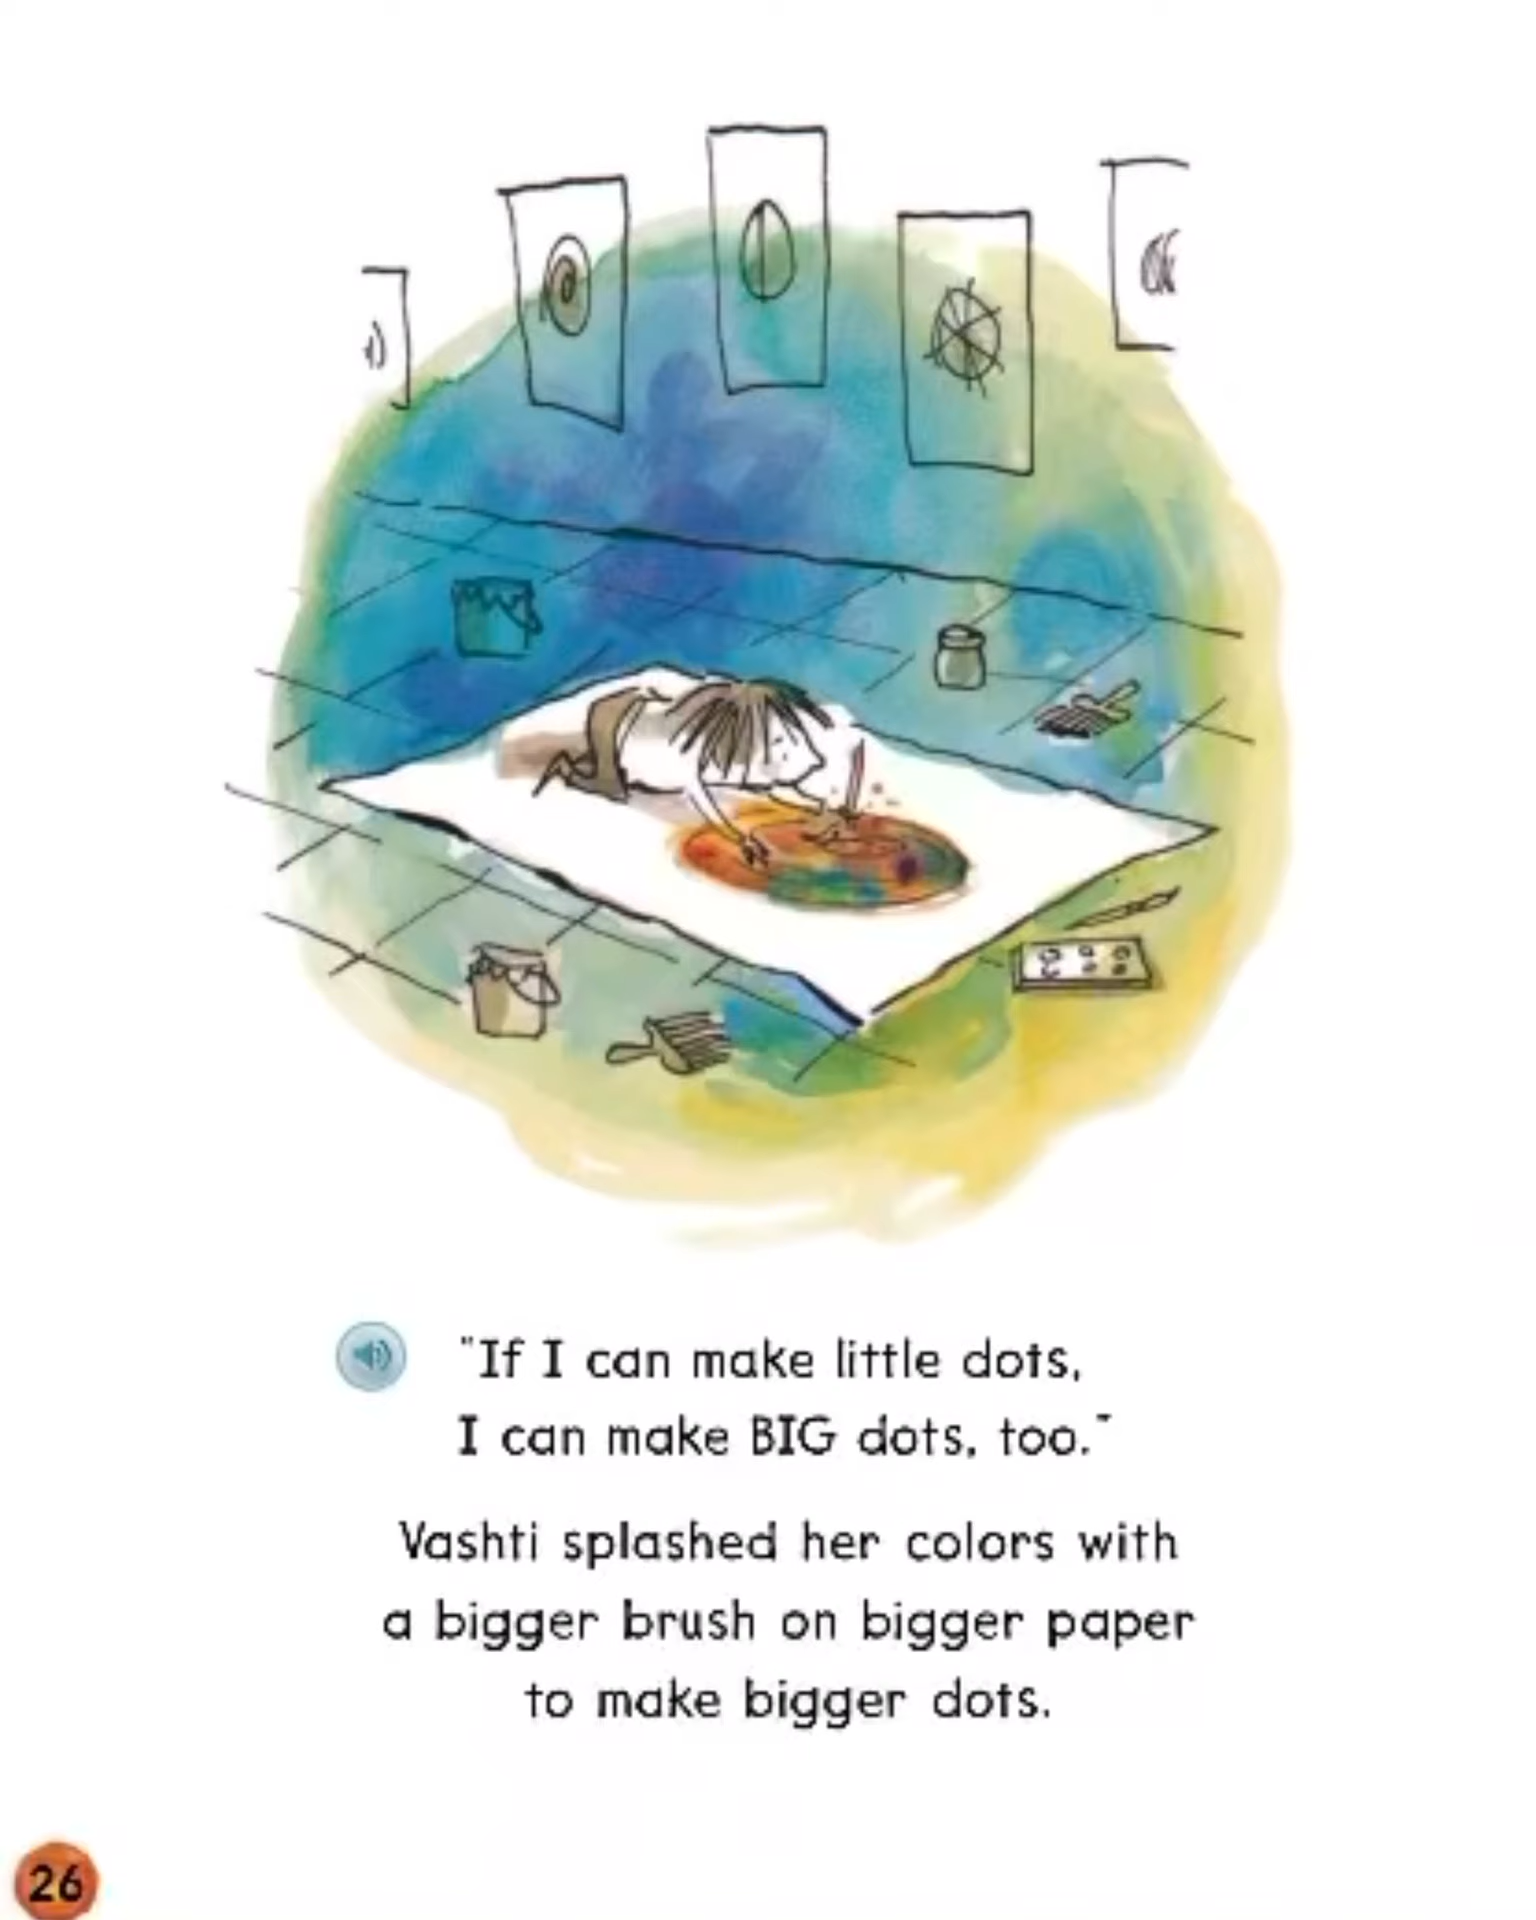 "If I can make little dots,
I can make BIG dots, too."
Vashti splashed her colors with
a bigger brush on bigger paper
to make bigger dots.
26